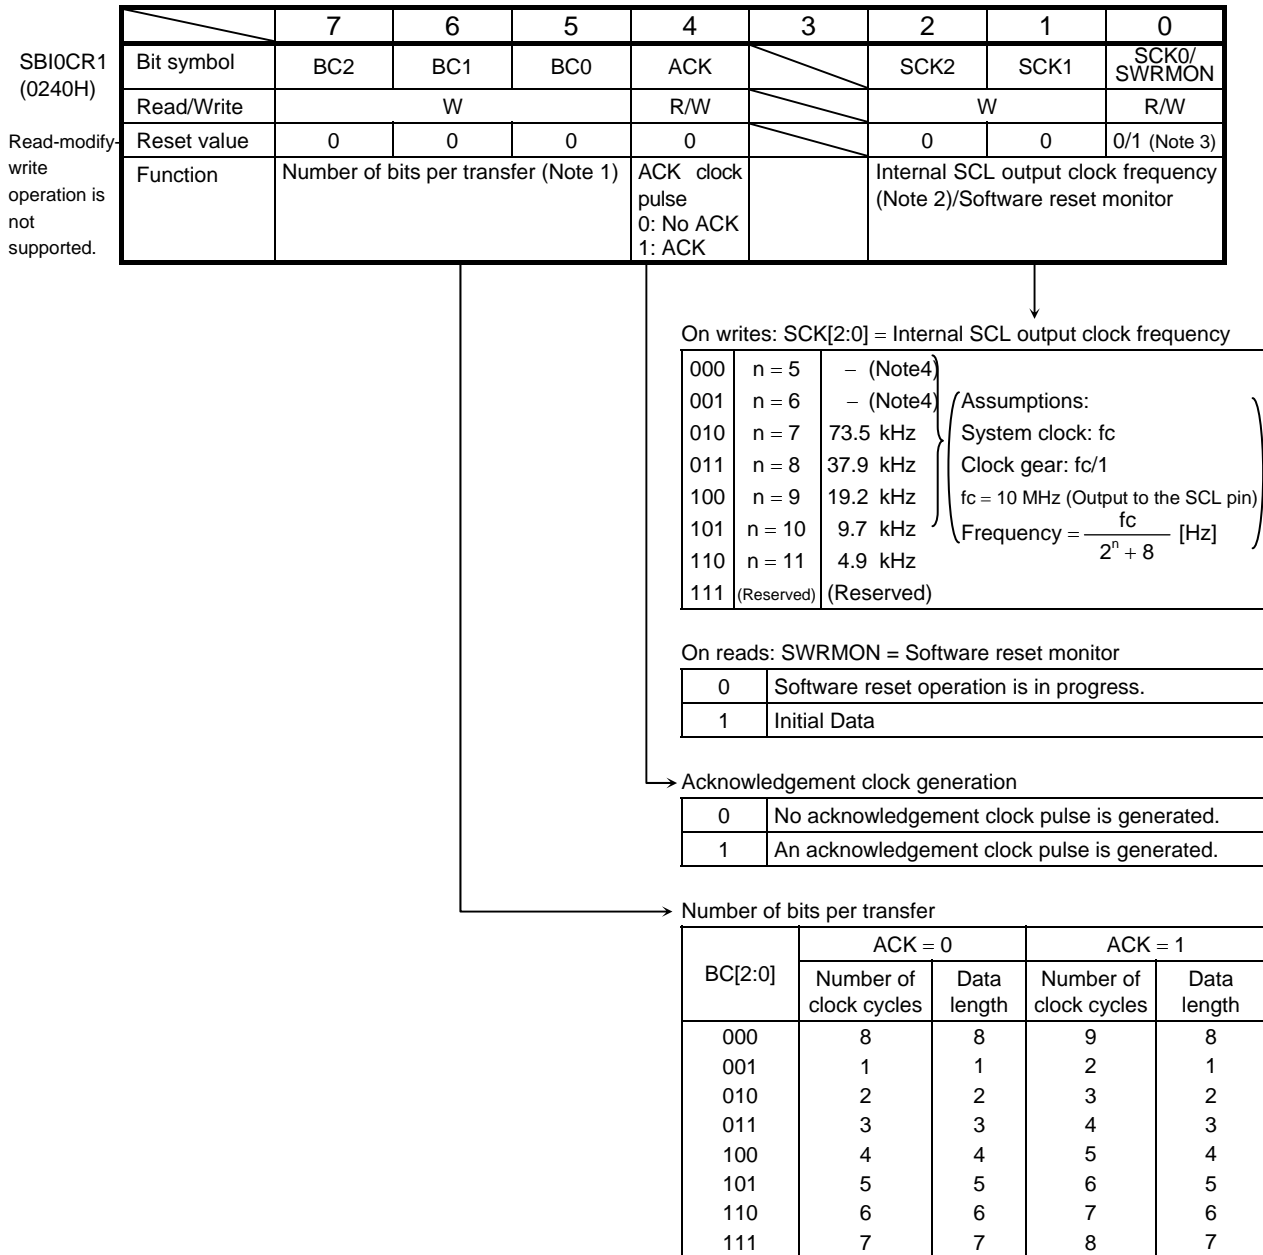 7 6 5 4 3 2 1 0
SBI0CR1
(0240H)
Bit symbol BC2 BC1 BC0 ACK SCK2 SCK1 SCK0/
SWRMON
Read/Write W R/W W R/W
Read-modify-
write
operation is
not
supported.
Reset value 0 0 0 0 0 0 0/1 (Note 3)
Function Number of bits per transfer (Note 1) ACK clock
pulse
0: No ACK
1: ACK
Internal SCL output clock frequency
(Note 2)/Software reset monitor
On writes: SCK[2:0] = Internal SCL output clock frequency
000 n = 5 – (Note4)
001 n = 6 – (Note4)
010 n = 7 73.5 kHz
011 n = 8 37.9 kHz
100 n = 9 19.2 kHz
101 n = 10 9.7 kHz
110 n = 11 4.9 kHz
111 (Reserved) (Reserved)
Assumptions:
System clock: fc
Clock gear: fc/1
fc = 10 MHz (Output to the SCL pin)
Frequency = fc / 2^n + 8 [Hz]
On reads: SWRMON = Software reset monitor
0 Software reset operation is in progress.
1 Initial Data
Acknowledgement clock generation
0 No acknowledgement clock pulse is generated.
1 An acknowledgement clock pulse is generated.
Number of bits per transfer
BC[2:0] ACK = 0 ACK = 1
Number of
clock cycles
Data
length
Number of
clock cycles
Data
length
000 8 8 9 8
001 1 1 2 1
010 2 2 3 2
011 3 3 4 3
100 4 4 5 4
101 5 5 6 5
110 6 6 7 6
111 7 7 8 7